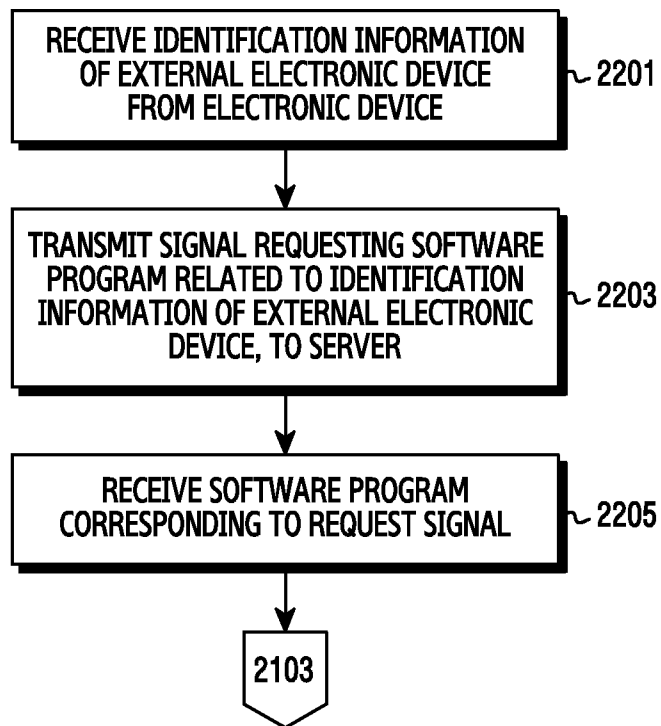 RECEIVE IDENTIFICATION INFORMATION
OF EXTERNAL ELECTRONIC DEVICE
FROM ELECTRONIC DEVICE
2201
TRANSMIT SIGNAL REQUESTING SOFTWARE
PROGRAM RELATED TO IDENTIFICATION
INFORMATION OF EXTERNAL ELECTRONIC
DEVICE, TO SERVER
2203
RECEIVE SOFTWARE PROGRAM
CORRESPONDING TO REQUEST SIGNAL
2205
2103